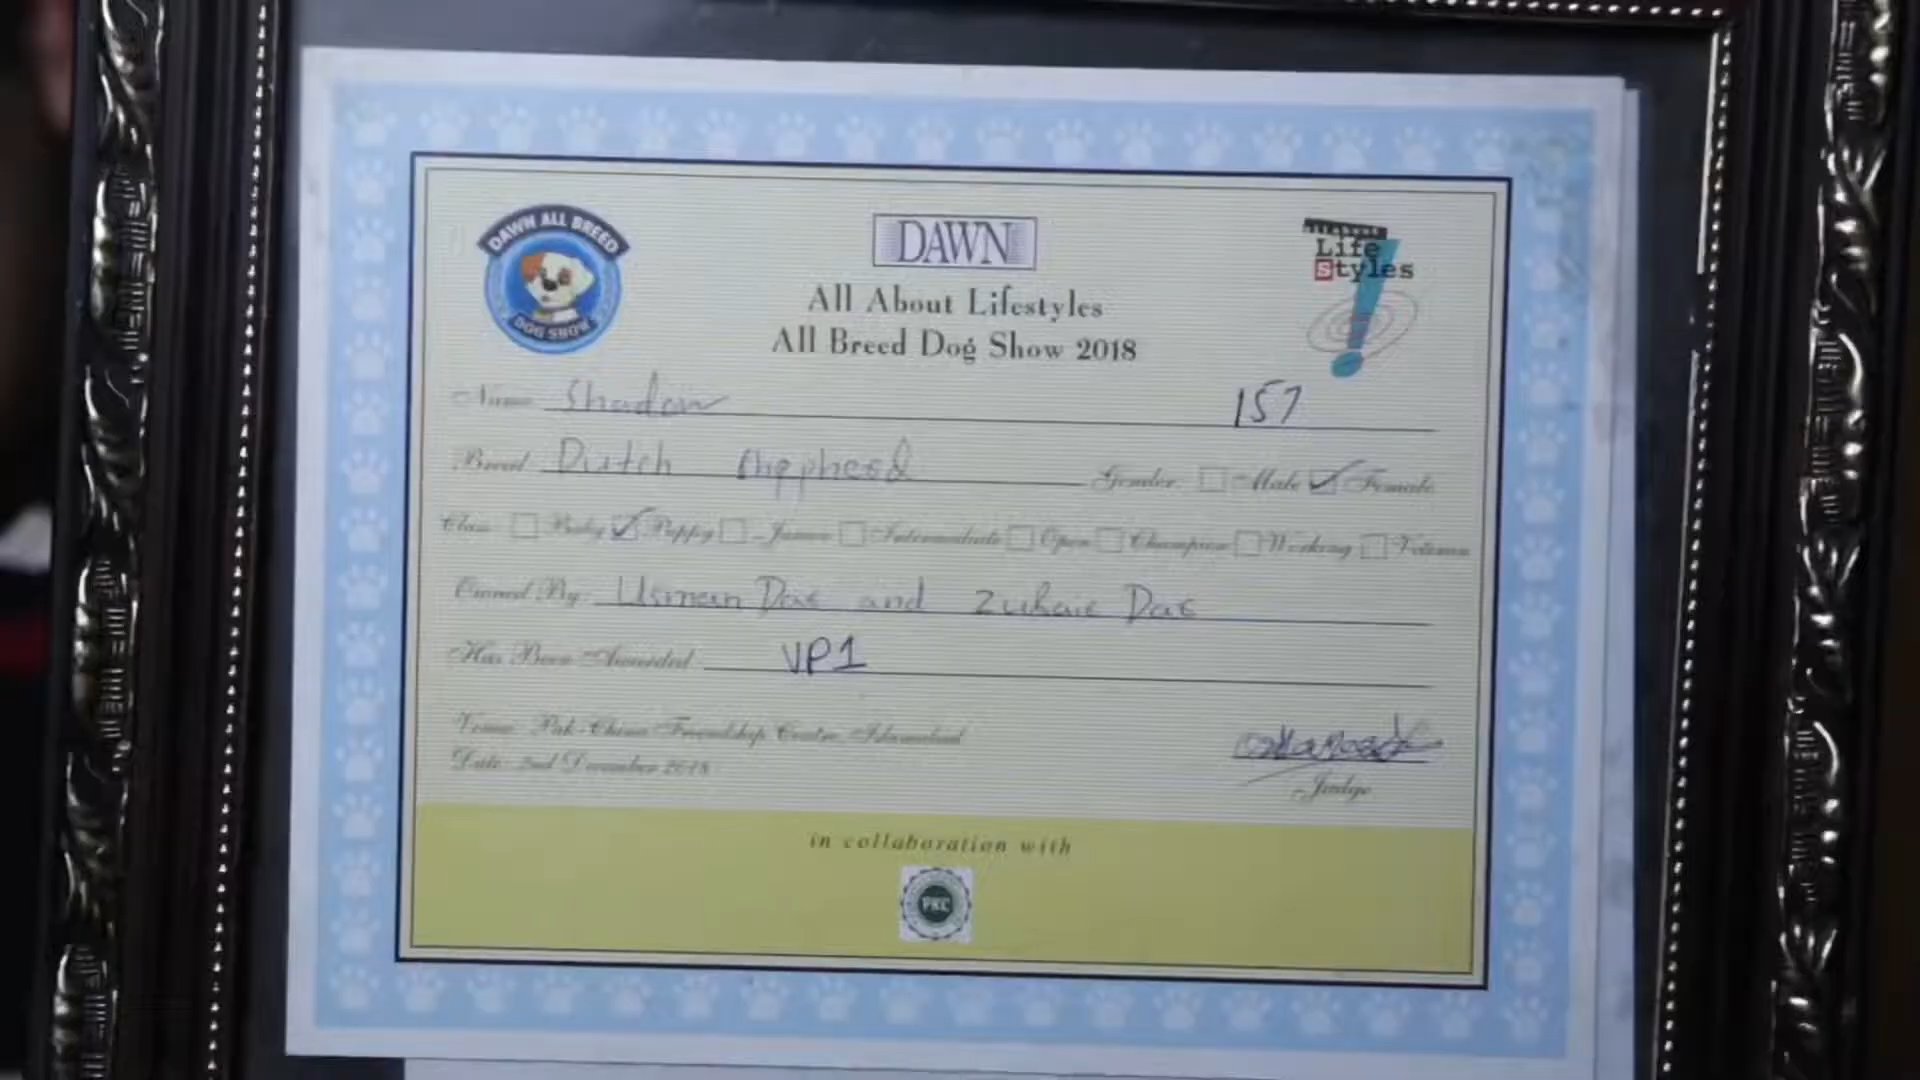 DAWN ALL BREED
DOG SHOW
DAWN
Life
Styles
All About Lifestyles
All Breed Dog Show 2018
Name Shadow 157
Breed Dutch Shepherd Gender Male Female
Class Baby Puppy Junior Intermediate Open Champion Working Veteran
Owned By: Usman Dar and Zuhair Dar
Has Been Awarded VP1
Venue: Pak-China Friendship Centre, Islamabad
Date: 2nd December 2018
Judge
in collaboration with
PKC